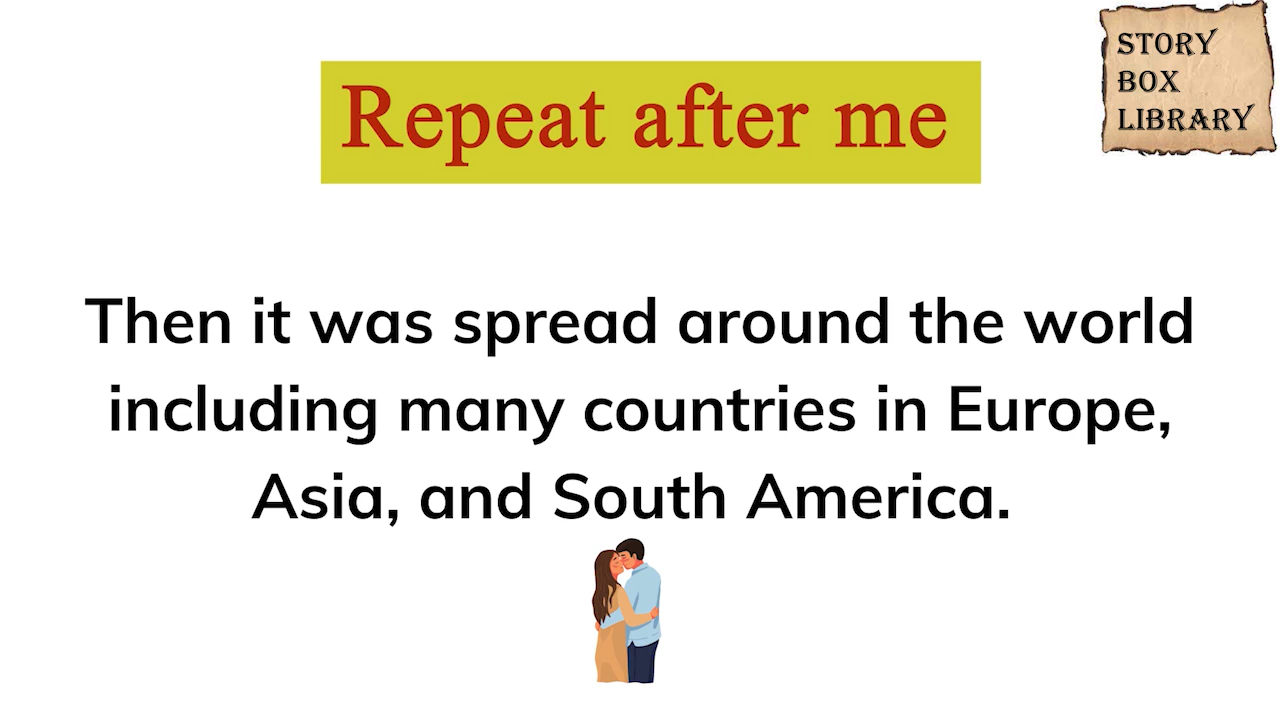 Repeat after me
STORY
BOX
LIBRARY
Then it was spread around the world
including many countries in Europe,
Asia, and South America.